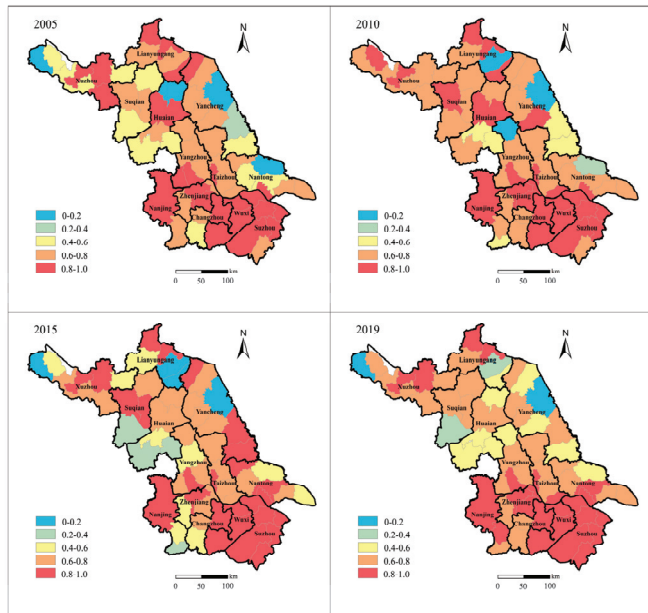 2005
N
Lianyungang
Xuzhou
Suqian
Yancheng
Huaian
Yangzhou
Taizhou
Nantong
Zhenjiang
Nanjing
Changzhou
Wuxi
Suzhou
0-0.2
0.2-0.4
0.4-0.6
0.6-0.8
0.8-1.0
0 50 100
km
2010
N
Lianyungang
Xuzhou
Suqian
Yancheng
Huaian
Yangzhou
Taizhou
Nantong
Zhenjiang
Nanjing
Changzhou
Wuxi
Suzhou
0-0.2
0.2-0.4
0.4-0.6
0.6-0.8
0.8-1.0
0 50 100
km
2015
N
Lianyungang
Xuzhou
Suqian
Yancheng
Huaian
Yangzhou
Taizhou
Nantong
Zhenjiang
Nanjing
Changzhou
Wuxi
Suzhou
0-0.2
0.2-0.4
0.4-0.6
0.6-0.8
0.8-1.0
0 50 100
km
2019
N
Lianyungang
Xuzhou
Suqian
Yancheng
Huaian
Yangzhou
Taizhou
Nantong
Zhenjiang
Nanjing
Changzhou
Wuxi
Suzhou
0-0.2
0.2-0.4
0.4-0.6
0.6-0.8
0.8-1.0
0 50 100
km